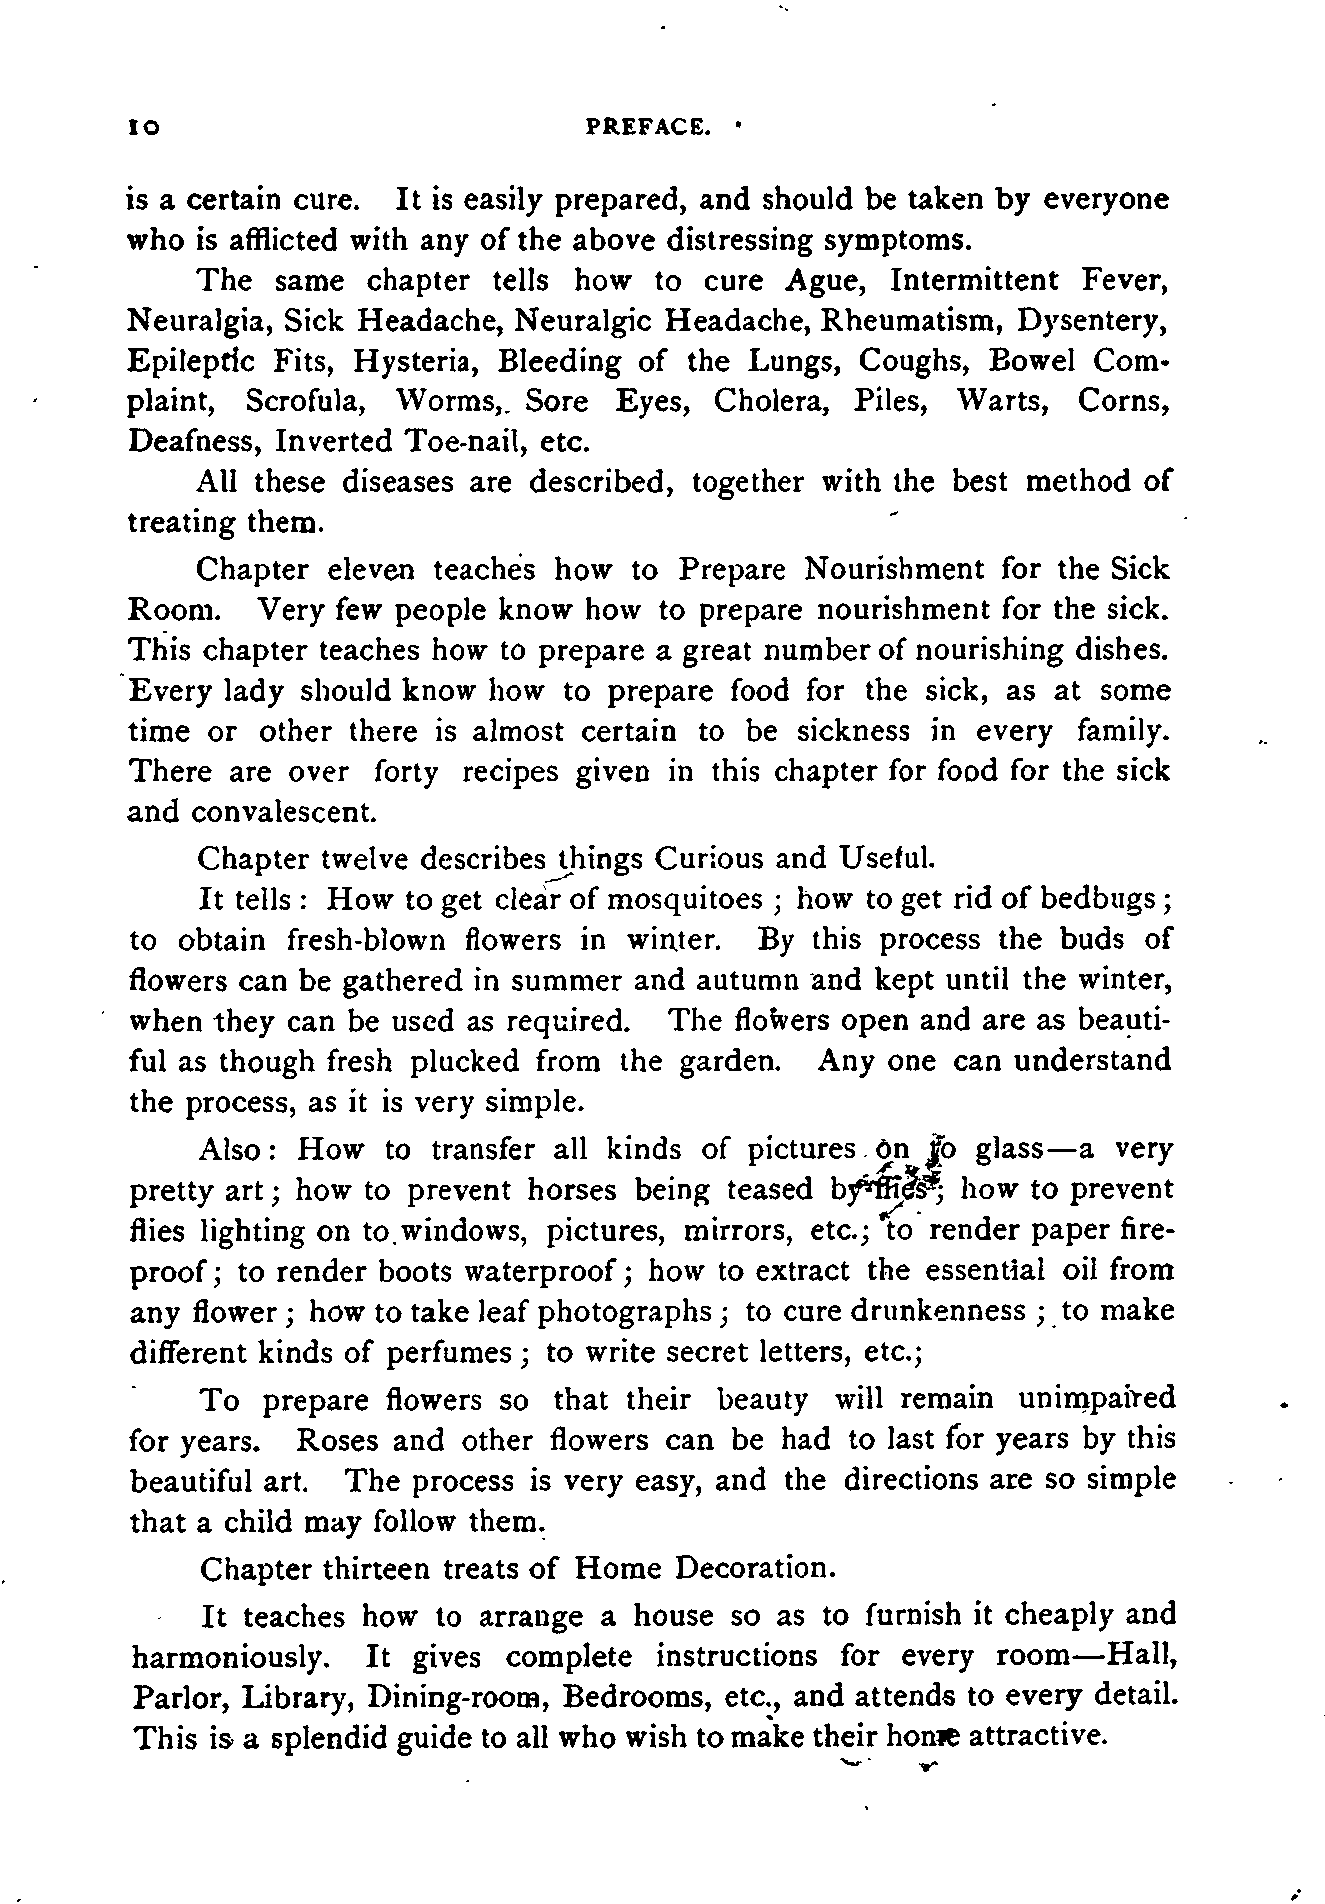 10 PREFACE.
is a certain cure. It is easily prepared, and should be taken by everyone
who is afflicted with any of the above distressing symptoms.
The same chapter tells how to cure Ague, Intermittent Fever,
Neuralgia, Sick Headache, Neuralgic Headache, Rheumatism, Dysentery,
Epileptic Fits, Hysteria, Bleeding of the Lungs, Coughs, Bowel Com-
plaint, Scrofula, Worms, Sore Eyes, Cholera, Piles, Warts, Corns,
Deafness, Inverted Toe-nail, etc.
All these diseases are described, together with the best method of
treating them.
Chapter eleven teaches how to Prepare Nourishment for the Sick
Room. Very few people know how to prepare nourishment for the sick.
This chapter teaches how to prepare a great number of nourishing dishes.
Every lady should know how to prepare food for the sick, as at some
time or other there is almost certain to be sickness in every family.
There are over forty recipes given in this chapter for food for the sick
and convalescent.
Chapter twelve describes things Curious and Useful.
It tells : How to get clear of mosquitoes ; how to get rid of bedbugs ;
to obtain fresh-blown flowers in winter. By this process the buds of
flowers can be gathered in summer and autumn and kept until the winter,
when they can be used as required. The flowers open and are as beauti-
ful as though fresh plucked from the garden. Any one can understand
the process, as it is very simple.
Also : How to transfer all kinds of pictures on to glass—a very
pretty art ; how to prevent horses being teased by flies ; how to prevent
flies lighting on to windows, pictures, mirrors, etc.; to render paper fire-
proof ; to render boots waterproof ; how to extract the essential oil from
any flower ; how to take leaf photographs ; to cure drunkenness ; to make
different kinds of perfumes ; to write secret letters, etc.;
To prepare flowers so that their beauty will remain unimpaired
for years. Roses and other flowers can be had to last for years by this
beautiful art. The process is very easy, and the directions are so simple
that a child may follow them.
Chapter thirteen treats of Home Decoration.
It teaches how to arrange a house so as to furnish it cheaply and
harmoniously. It gives complete instructions for every room—Hall,
Parlor, Library, Dining-room, Bedrooms, etc., and attends to every detail.
This is a splendid guide to all who wish to make their home attractive.